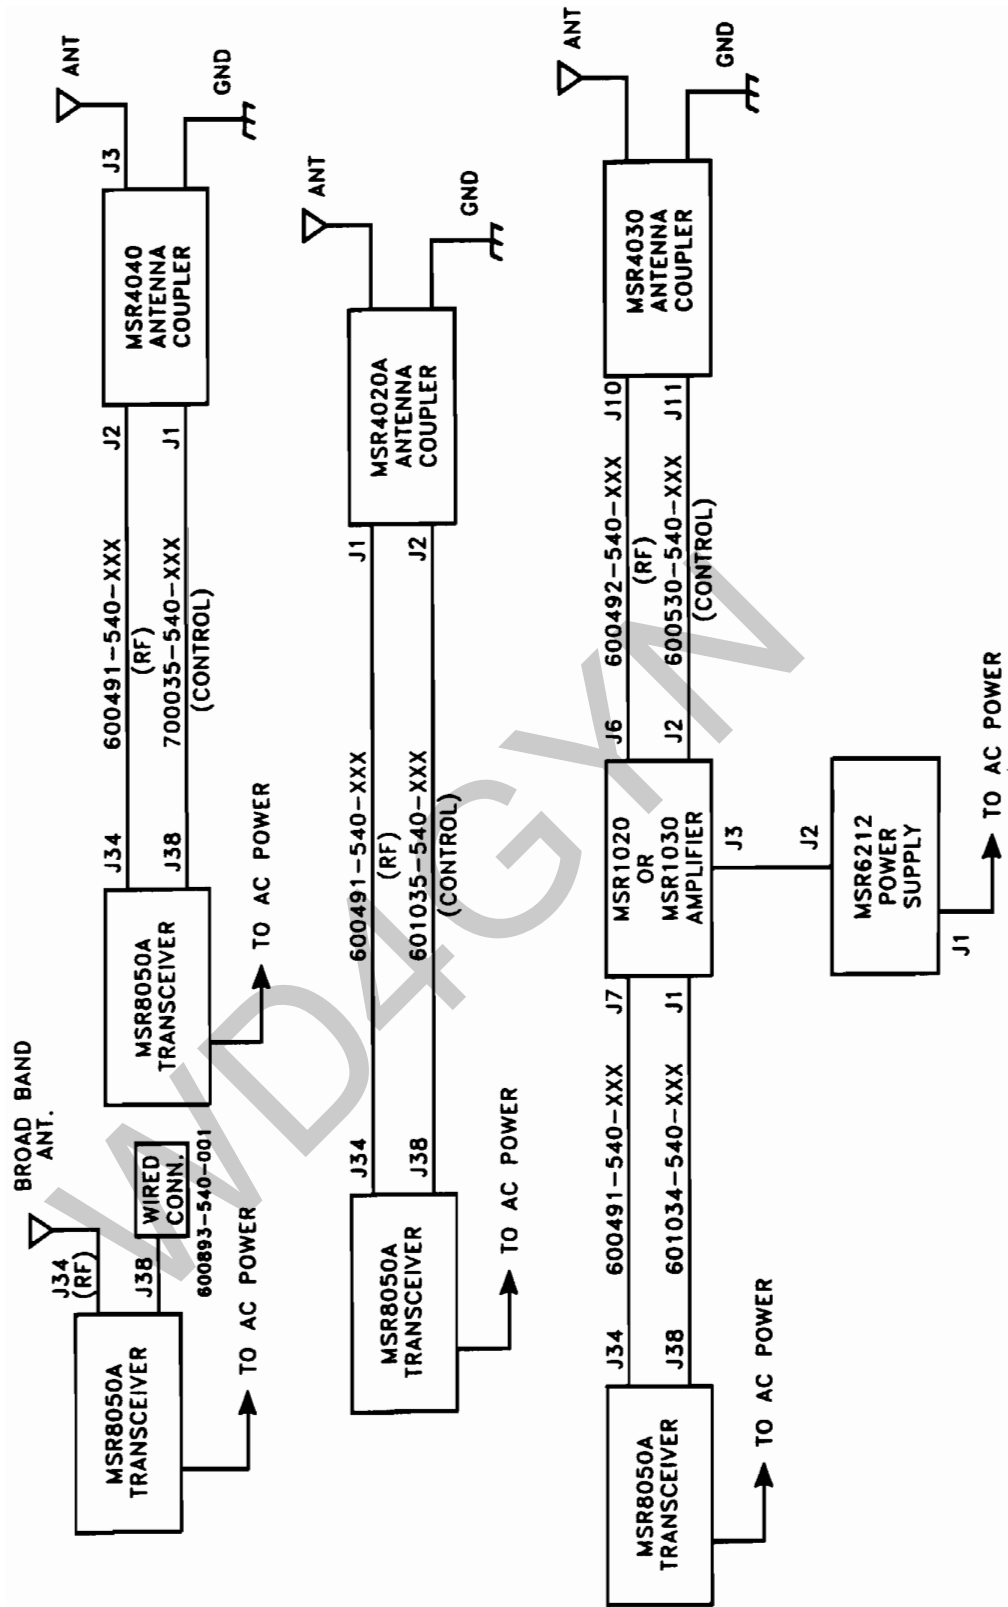 BROAD BAND
ANT.
J34
(RF)
J38
WIRED
CONN.
600893-540-001
MSR8050A
TRANSCEIVER
TO AC POWER
MSR8050A
TRANSCEIVER
TO AC POWER
J34
600491-540-XXX
(RF)
J2
J38
700035-540-XXX
(CONTROL)
J1
MSR4040
ANTENNA
COUPLER
J3
ANT
GND
MSR8050A
TRANSCEIVER
TO AC POWER
J34
600491-540-XXX
(RF)
J1
J38
601035-540-XXX
(CONTROL)
J2
MSR4020A
ANTENNA
COUPLER
ANT
GND
MSR8050A
TRANSCEIVER
TO AC POWER
J34
600491-540-XXX
J7
J38
601034-540-XXX
J1
MSR1020
OR
MSR1030
AMPLIFIER
J3
J2
MSR6212
POWER
SUPPLY
J1
TO AC POWER
J6
600492-540-XXX
(RF)
J10
J2
600530-540-XXX
(CONTROL)
J11
MSR4030
ANTENNA
COUPLER
ANT
GND
WD4GYN